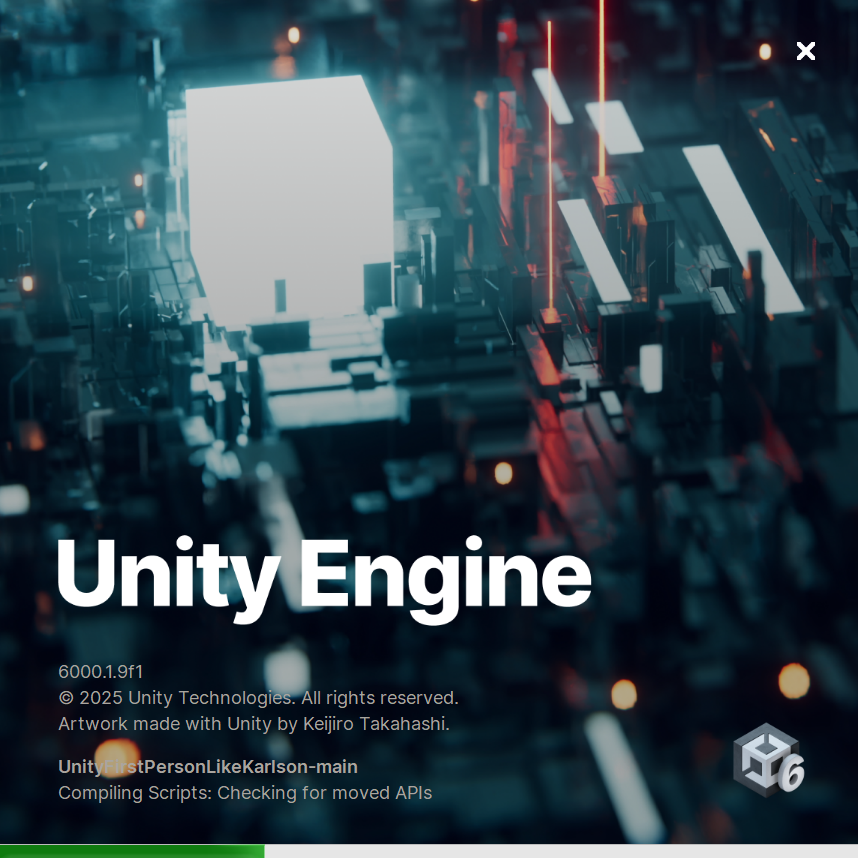 Unity Engine
6000.1.9f1
© 2025 Unity Technologies. All rights reserved.
Artwork made with Unity by Keijiro Takahashi.
UnityFirstPersonLikeKarlson-main
Compiling Scripts: Checking for moved APIs
6